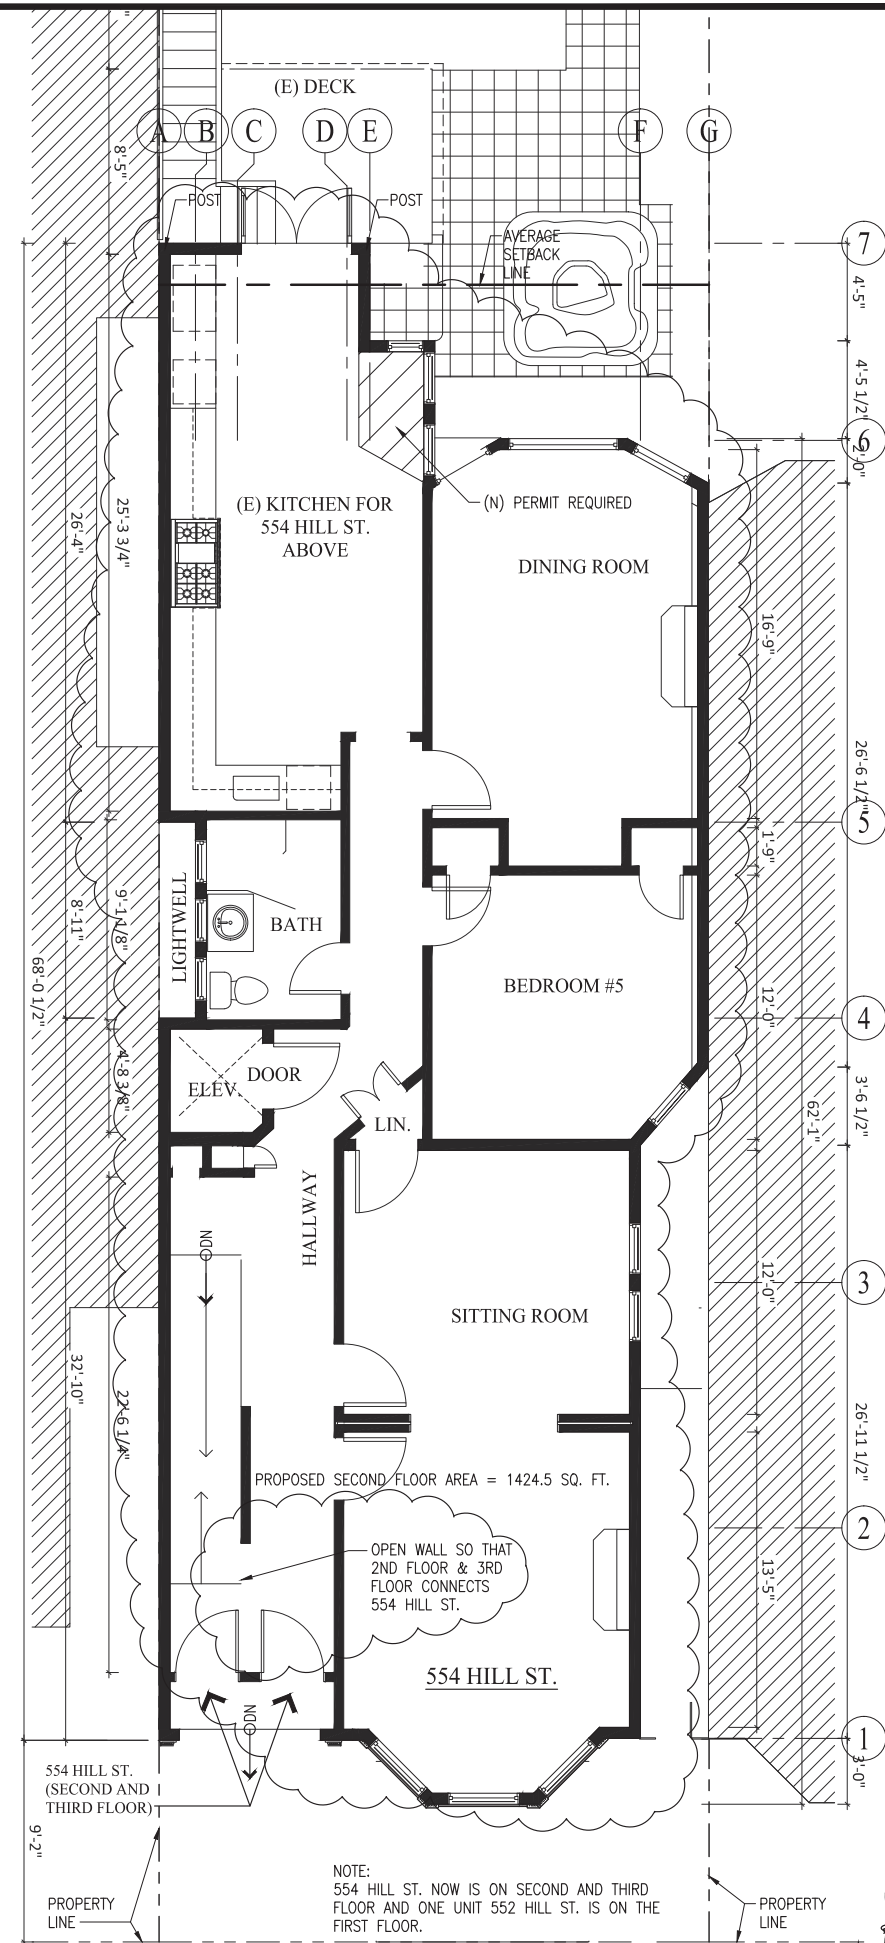 (E) DECK
A
B
C
D
E
F
G
8'-5"
POST
POST
AVERAGE
SETBACK
LINE
7
4'-5"
4'-5 1/2"
6
2'-0"
(E) KITCHEN FOR
554 HILL ST.
ABOVE
(N) PERMIT REQUIRED
DINING ROOM
25'-3 3/4"
26'-4"
16'-9"
26'-6 1/2"
5
1'-9"
LIGHTWELL
BATH
9'-1 1/8"
8'-11"
68'-0 1/2"
BEDROOM #5
12'-0"
4
ELEV.
DOOR
4'-8 3/8"
LIN.
3'-6 1/2"
62'-1"
HALLWAY
DN
SITTING ROOM
12'-0"
3
32'-10"
22'-6 1/4"
26'-11 1/2"
PROPOSED SECOND FLOOR AREA = 1424.5 SQ. FT.
2
OPEN WALL SO THAT
2ND FLOOR & 3RD
FLOOR CONNECTS
554 HILL ST.
13'-5"
554 HILL ST.
DN
1
3'-0"
554 HILL ST.
(SECOND AND
THIRD FLOOR)
9'-2"
NOTE:
554 HILL ST. NOW IS ON SECOND AND THIRD
FLOOR AND ONE UNIT 552 HILL ST. IS ON THE
FIRST FLOOR.
PROPERTY
LINE
PROPERTY
LINE